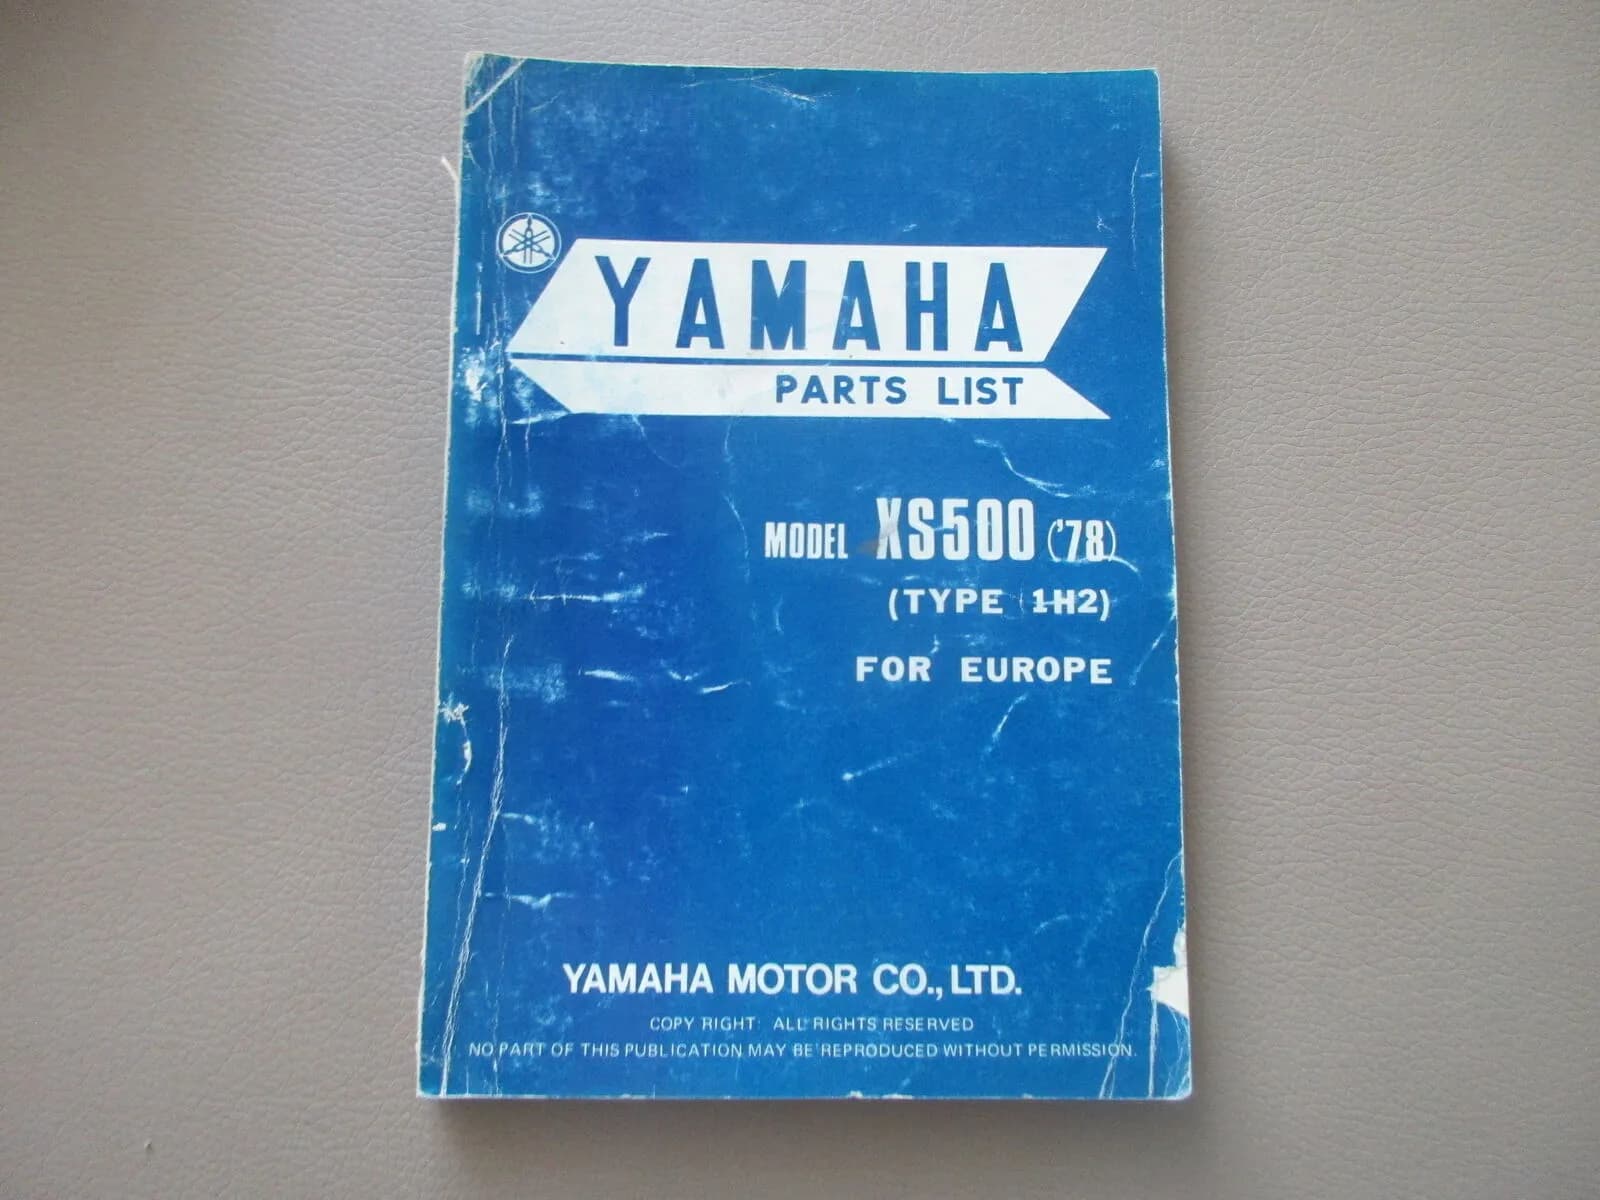 YAMAHA
PARTS LIST
MODEL XS500 ('78)
(TYPE 1H2)
FOR EUROPE
YAMAHA MOTOR CO., LTD.
COPY RIGHT: ALL RIGHTS RESERVED
NO PART OF THIS PUBLICATION MAY BE REPRODUCED WITHOUT PERMISSION.